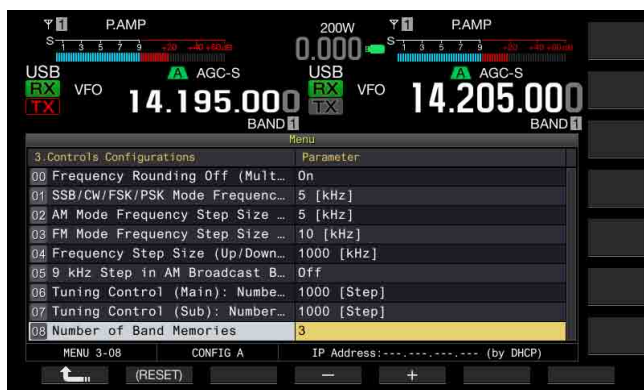 1 P.AMP 200W 1 P.AMP
S 1 3 5 7 9 +20 +40 +60dB 0.000 S 1 3 5 7 9 +20 +40 +60dB
USB A AGC-S USB A AGC-S
RX VFO 14.195.000 RX VFO 14.205.000
TX TX
BAND 1 BAND 1
Menu
3.Controls Configurations Parameter
00 Frequency Rounding Off (Mult… On
01 SSB/CW/FSK/PSK Mode Frequenc… 5 [kHz]
02 AM Mode Frequency Step Size … 5 [kHz]
03 FM Mode Frequency Step Size … 10 [kHz]
04 Frequency Step Size (Up/Down… 1000 [kHz]
05 9 kHz Step in AM Broadcast B… Off
06 Tuning Control (Main): Numbe… 1000 [Step]
07 Tuning Control (Sub): Number… 1000 [Step]
08 Number of Band Memories 3
MENU 3-08 CONFIG A IP Address:---.---.---.--- (by DHCP)
(RESET) − +